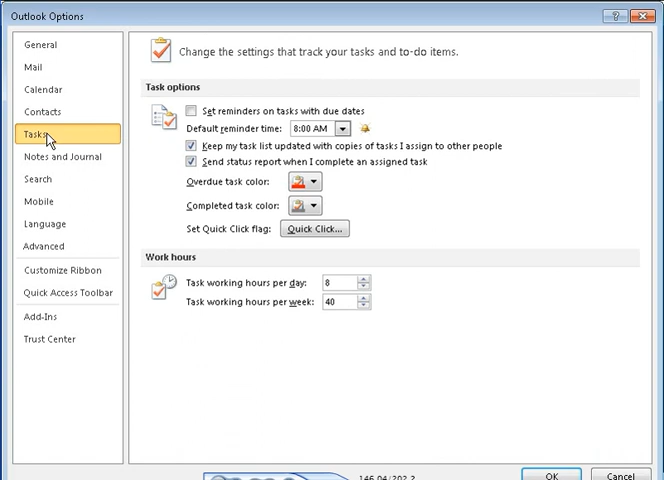 Outlook Options
General
Mail
Calendar
Contacts
Tasks
Notes and Journal
Search
Mobile
Language
Advanced
Customize Ribbon
Quick Access Toolbar
Add-Ins
Trust Center
Change the settings that track your tasks and to-do items.
Task options
Set reminders on tasks with due dates
Default reminder time: 8:00 AM
Keep my task list updated with copies of tasks I assign to other people
Send status report when I complete an assigned task
Overdue task color:
Completed task color:
Set Quick Click flag: Quick Click...
Work hours
Task working hours per day: 8
Task working hours per week: 40
OK Cancel